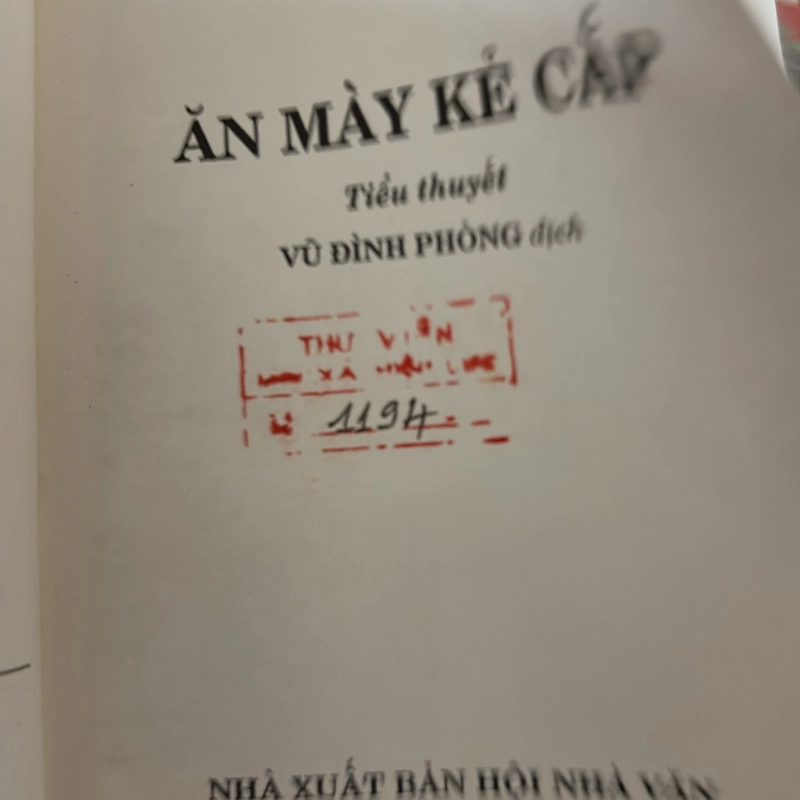 ĂN MÀY KẺ CẮP
Tiểu thuyết
VŨ ĐÌNH PHÒNG dịch
THƯ VIỆN
XÃ
1194
NHÀ XUẤT BẢN HỘI NHÀ VĂN